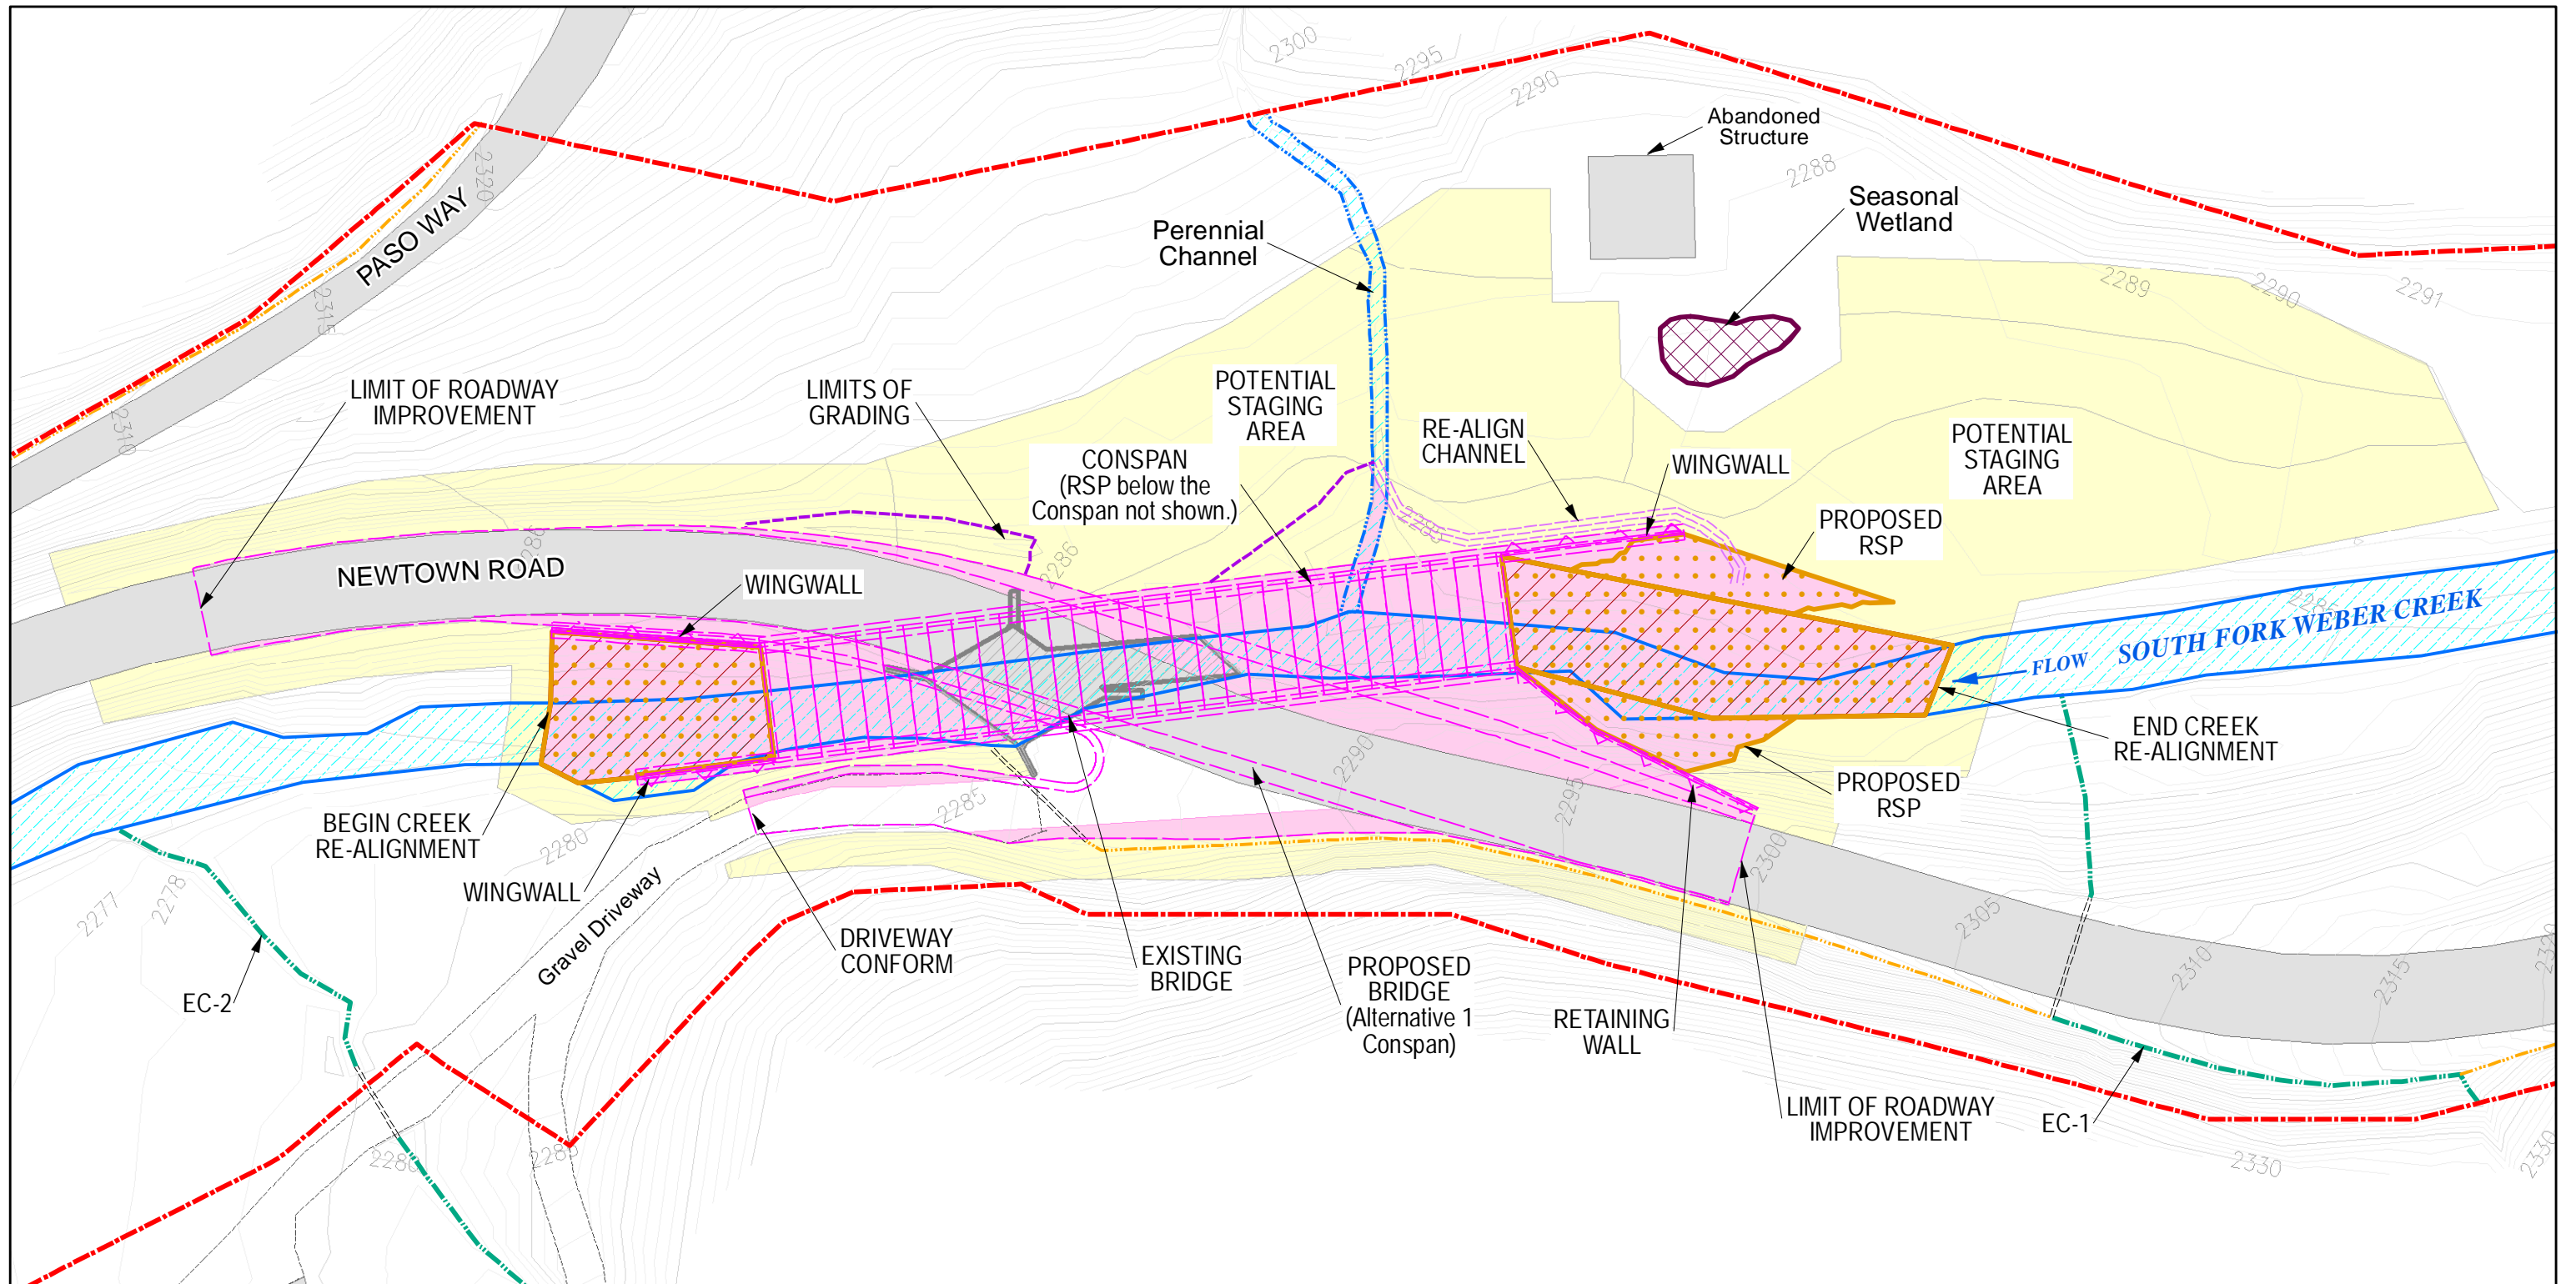 2300
2295
2290
Abandoned
Structure
2288
2320
PASO WAY
Seasonal
Wetland
Perennial
Channel
2289
2290
2291
2315
2310
LIMIT OF ROADWAY
IMPROVEMENT
LIMITS OF
GRADING
POTENTIAL
STAGING
AREA
RE-ALIGN
CHANNEL
WINGWALL
POTENTIAL
STAGING
AREA
CONSPAN
(RSP below the
Conspan not shown.)
PROPOSED
RSP
2286
2286
NEWTOWN ROAD
WINGWALL
SOUTH FORK WEBER CREEK
FLOW
END CREEK
RE-ALIGNMENT
2290
2295
2285
PROPOSED
RSP
BEGIN CREEK
RE-ALIGNMENT
2280
WINGWALL
2300
2277
2278
Gravel Driveway
DRIVEWAY
CONFORM
EXISTING
BRIDGE
PROPOSED
BRIDGE
(Alternative 1
Conspan)
RETAINING
WALL
2305
2310
2315
EC-2
LIMIT OF ROADWAY
IMPROVEMENT
EC-1
2280
2330
2330